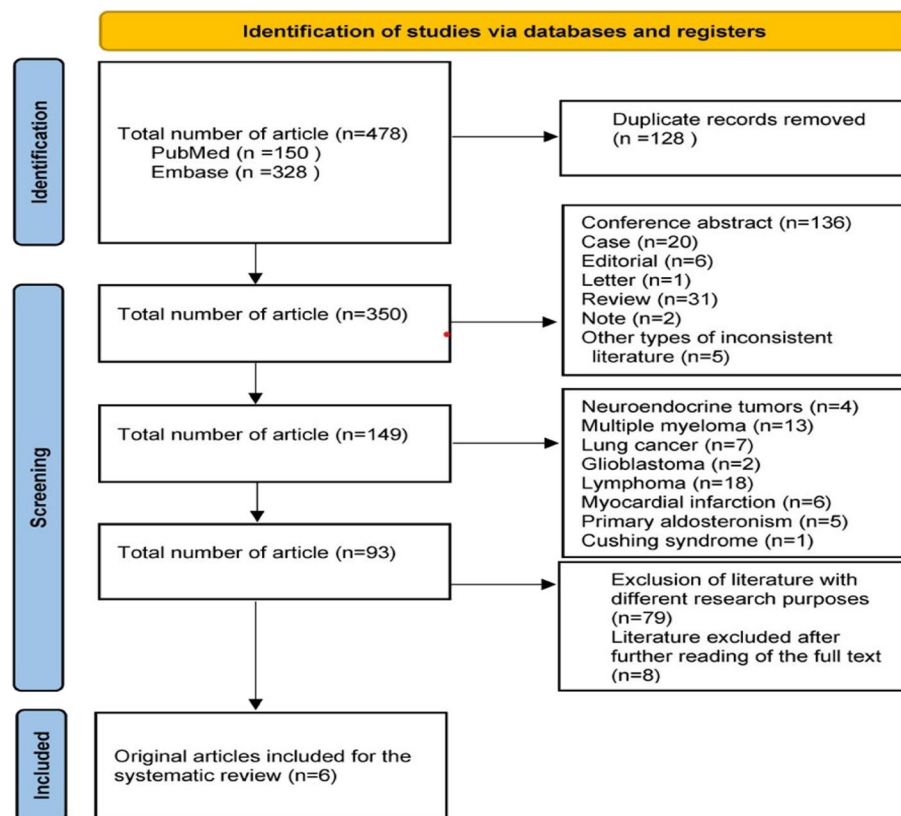 Identification of studies via databases and registers
Identification
Total number of article (n=478)
PubMed (n =150 )
Embase (n =328 )
Duplicate records removed
(n =128 )
Screening
Total number of article (n=350)
Conference abstract (n=136)
Case (n=20)
Editorial (n=6)
Letter (n=1)
Review (n=31)
Note (n=2)
Other types of inconsistent
literature (n=5)
Total number of article (n=149)
Neuroendocrine tumors (n=4)
Multiple myeloma (n=13)
Lung cancer (n=7)
Glioblastoma (n=2)
Lymphoma (n=18)
Myocardial infarction (n=6)
Primary aldosteronism (n=5)
Cushing syndrome (n=1)
Total number of article (n=93)
Exclusion of literature with
different research purposes
(n=79)
Literature excluded after
further reading of the full text
(n=8)
Included
Original articles included for the
systematic review (n=6)